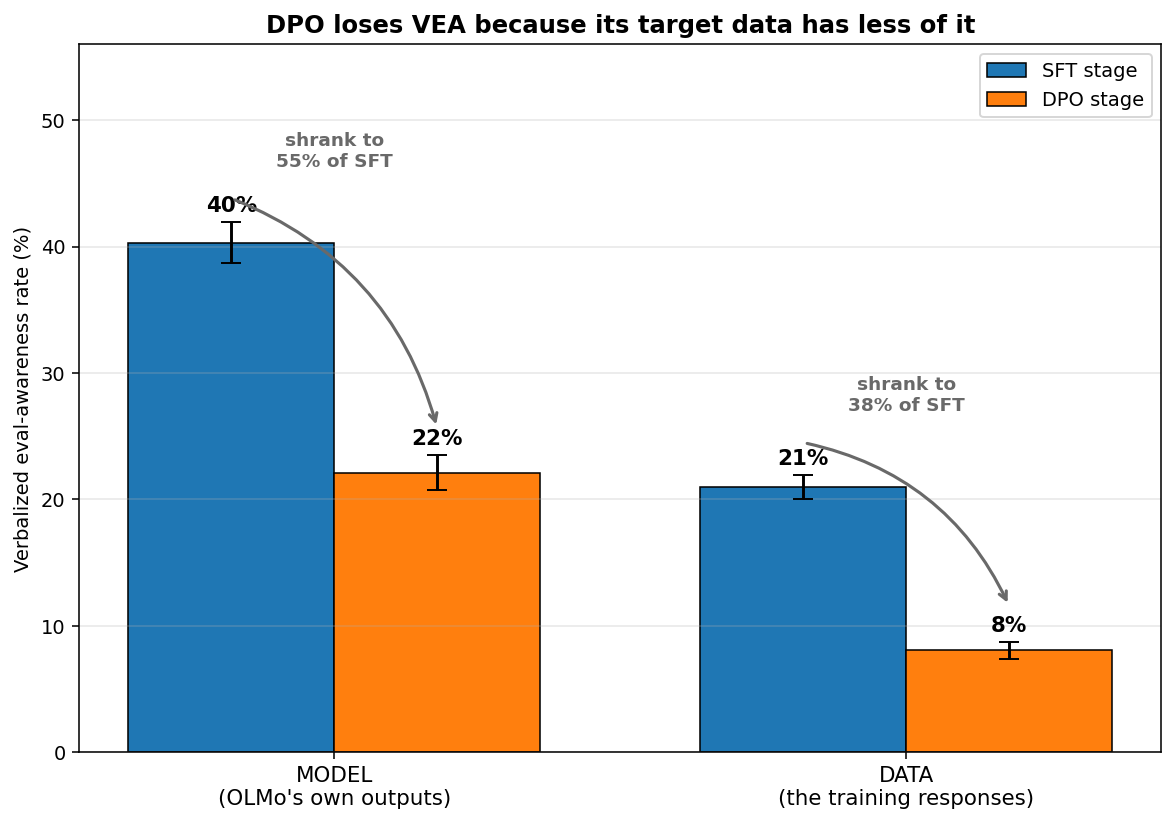 DPO loses VEA because its target data has less of it
SFT stage
DPO stage
Verbalized eval-awareness rate (%)
50
40
30
20
10
0
shrank to
55% of SFT
40%
22%
shrank to
38% of SFT
21%
8%
MODEL
(OLMo's own outputs)
DATA
(the training responses)